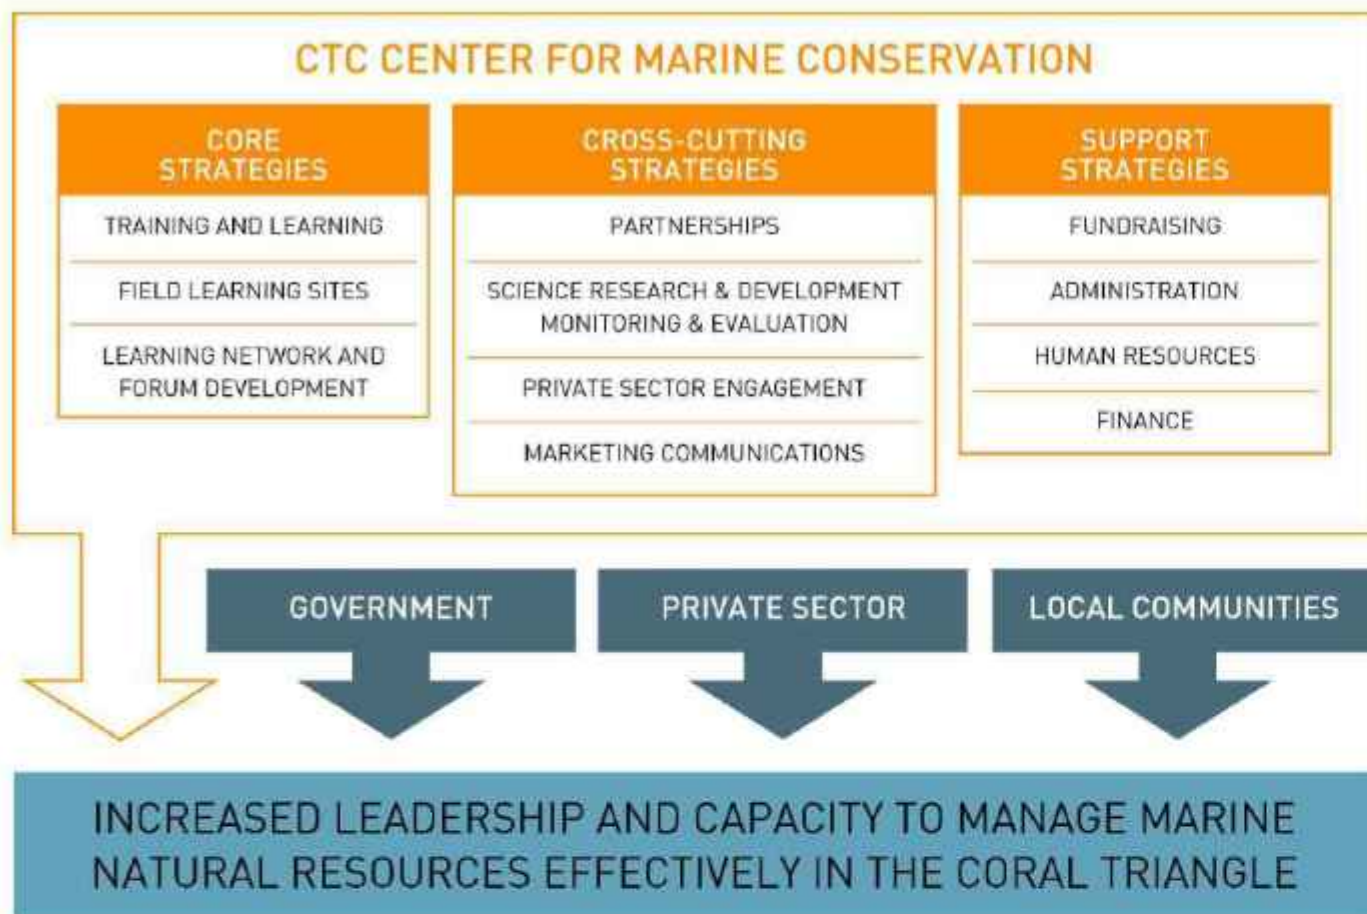 CTC CENTER FOR MARINE CONSERVATION
CORE
STRATEGIES
TRAINING AND LEARNING
FIELD LEARNING SITES
LEARNING NETWORK AND
FORUM DEVELOPMENT
CROSS-CUTTING
STRATEGIES
PARTNERSHIPS
SCIENCE RESEARCH & DEVELOPMENT
MONITORING & EVALUATION
PRIVATE SECTOR ENGAGEMENT
MARKETING COMMUNICATIONS
SUPPORT
STRATEGIES
FUNDRAISING
ADMINISTRATION
HUMAN RESOURCES
FINANCE
GOVERNMENT
PRIVATE SECTOR
LOCAL COMMUNITIES
INCREASED LEADERSHIP AND CAPACITY TO MANAGE MARINE
NATURAL RESOURCES EFFECTIVELY IN THE CORAL TRIANGLE